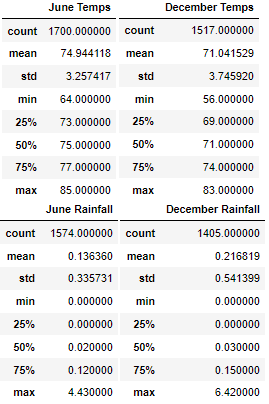 June Temps December Temps
count 1700.000000 count 1517.000000
mean 74.944118 mean 71.041529
std 3.257417 std 3.745920
min 64.000000 min 56.000000
25% 73.000000 25% 69.000000
50% 75.000000 50% 71.000000
75% 77.000000 75% 74.000000
max 85.000000 max 83.000000
June Rainfall December Rainfall
count 1574.000000 count 1405.000000
mean 0.136360 mean 0.216819
std 0.335731 std 0.541399
min 0.000000 min 0.000000
25% 0.000000 25% 0.000000
50% 0.020000 50% 0.030000
75% 0.120000 75% 0.150000
max 4.430000 max 6.420000